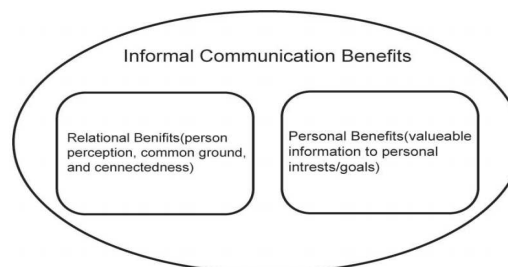 Informal Communication Benefits
Relational Benifits(person
perception, common ground,
and cennectedness)
Personal Benefits(valueable
information to personal
intrests/goals)